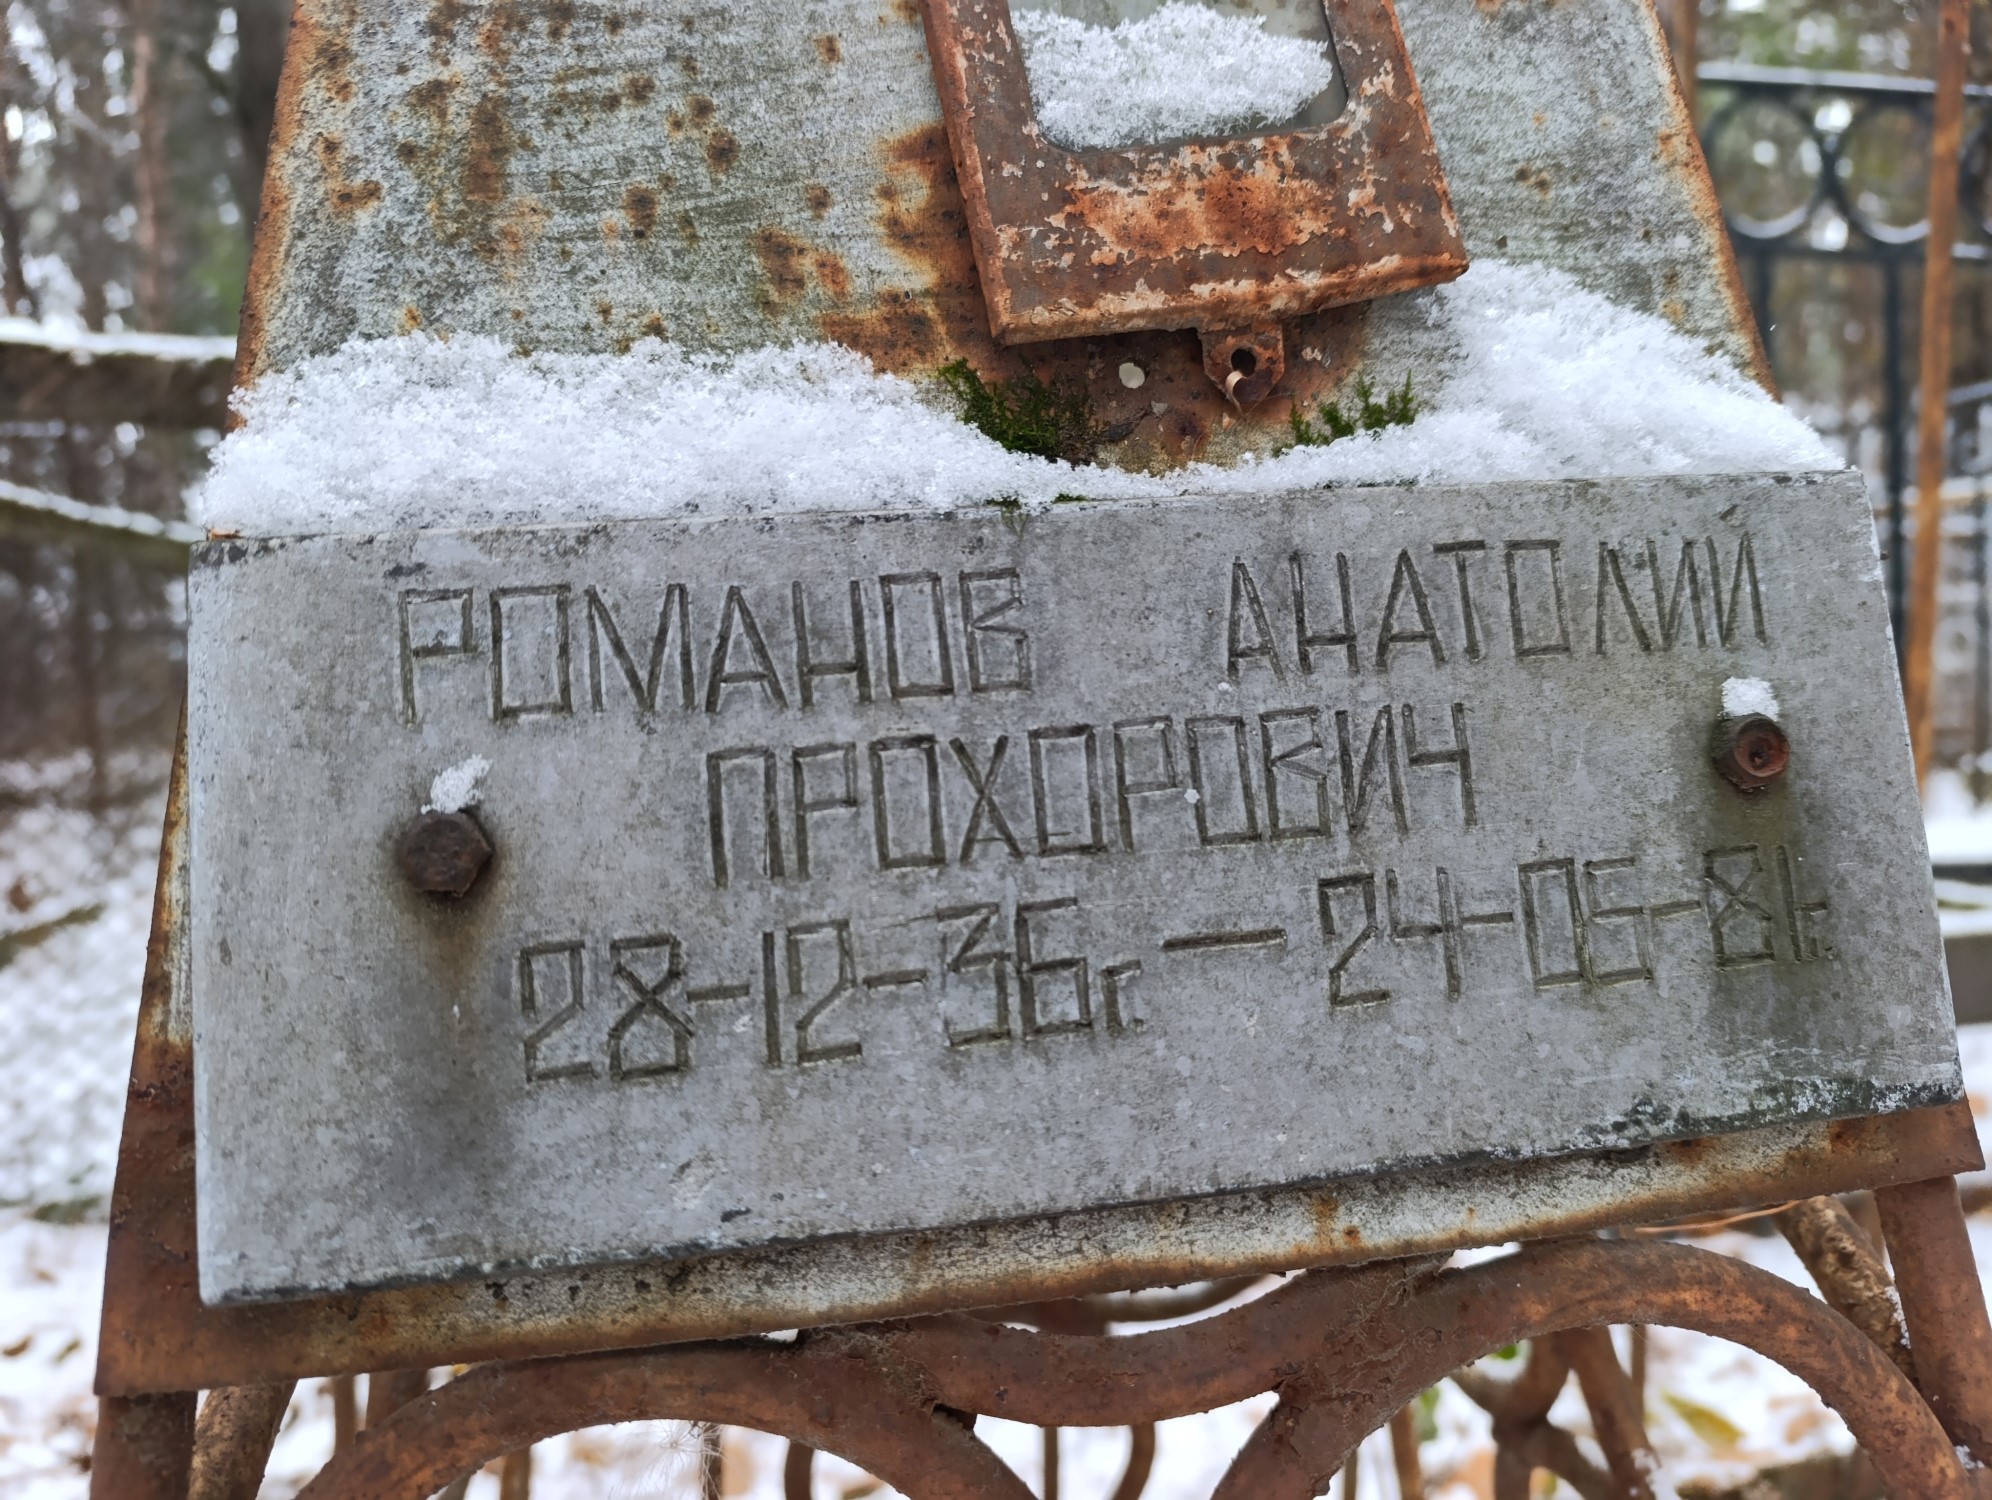 РОМАНОВ АНАТОЛИЙ
ПРОХОРОВИЧ
28-12-36г. — 24-05-81г.